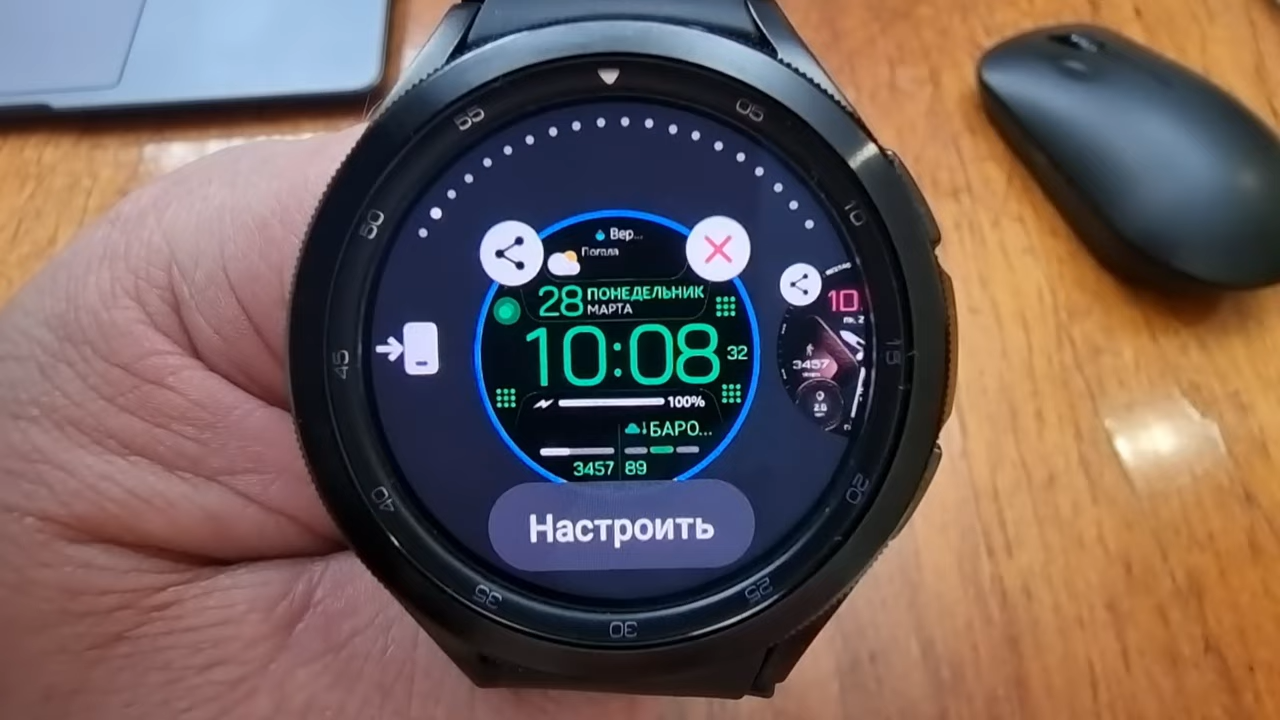 55
05
50
10
45
15
40
20
35
25
30
Вер...
Погода
28 ПОНЕДЕЛЬНИК
МАРТА
10:08
32
100%
БАРО...
3457 89
Настроить
10
3457